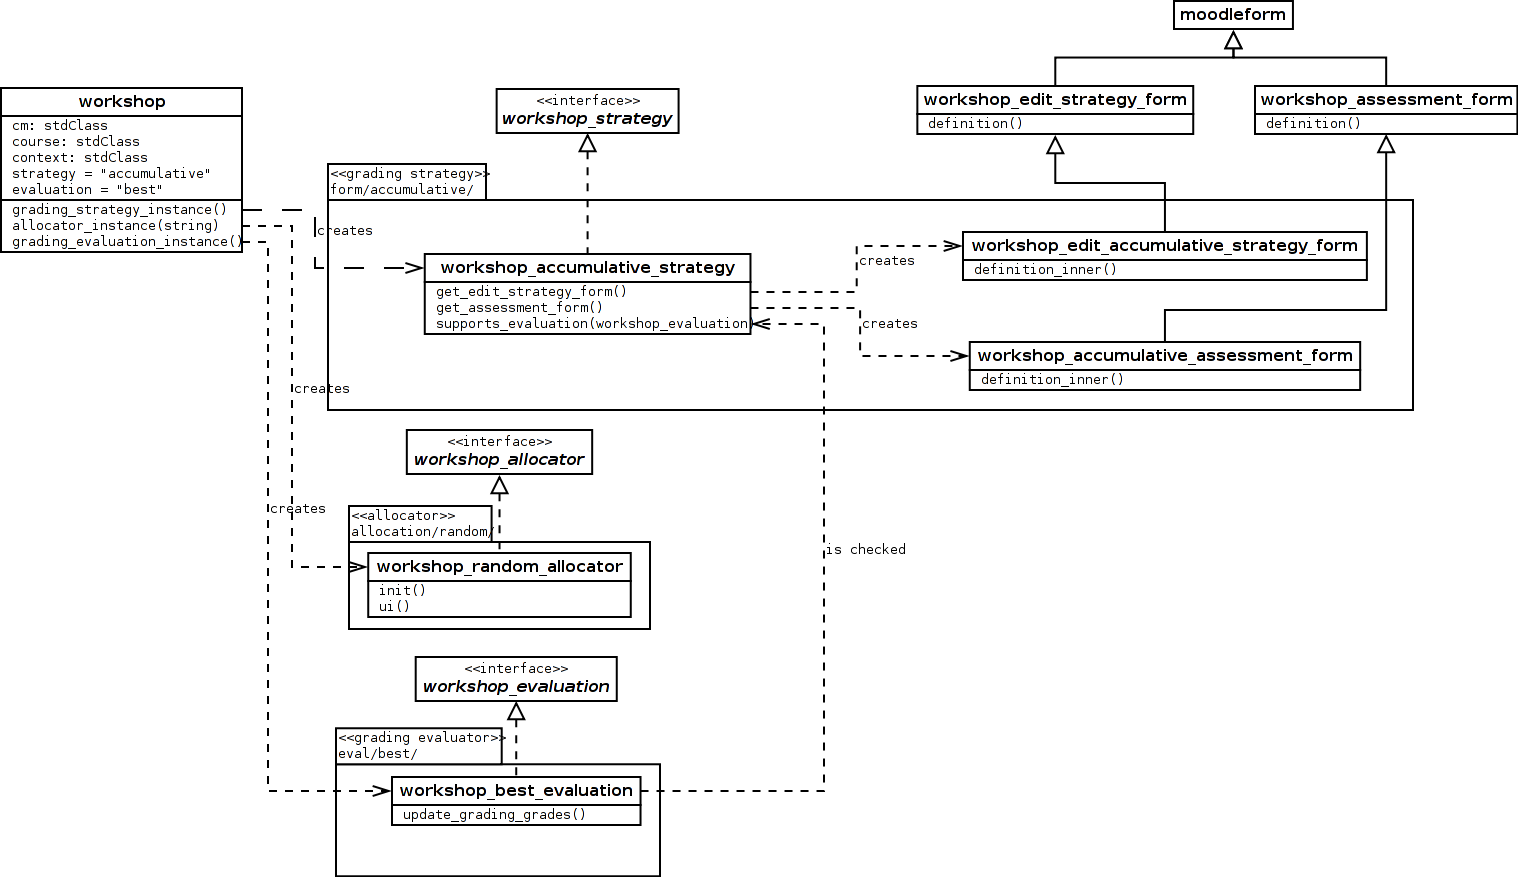 moodleform
workshop
cm: stdClass
course: stdClass
context: stdClass
strategy = "accumulative"
evaluation = "best"
grading_strategy_instance()
allocator_instance(string)
grading_evaluation_instance()
<<interface>>
workshop_strategy
workshop_edit_strategy_form
definition()
workshop_assessment_form
definition()
<<grading strategy>>
form/accumulative/
creates
workshop_accumulative_strategy
get_edit_strategy_form()
get_assessment_form()
supports_evaluation(workshop_evaluation)
creates
workshop_edit_accumulative_strategy_form
definition_inner()
creates
workshop_accumulative_assessment_form
definition_inner()
creates
<<interface>>
workshop_allocator
creates
<<allocator>>
allocation/random/
workshop_random_allocator
init()
ui()
is checked
<<interface>>
workshop_evaluation
<<grading evaluator>>
eval/best/
workshop_best_evaluation
update_grading_grades()